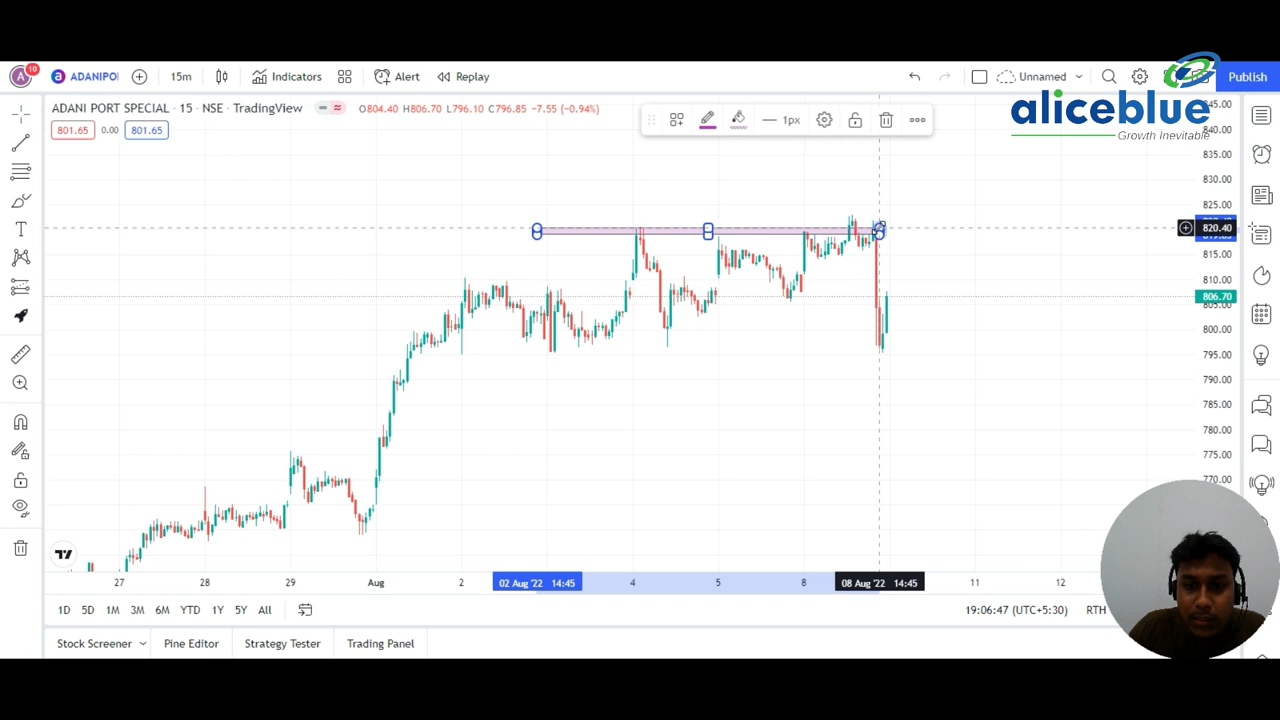 A 10 a ADANIPO 15m Indicators Alert Replay Unnamed Publish
aliceblue
Growth Inevitable
ADANI PORT SPECIAL · 15 · NSE · TradingView O804.40 H806.70 L796.10 C796.85 −7.55 (−0.94%)
801.65 0.00 801.65
1px
845.00
840.00
835.00
830.00
825.00
820.40
815.00
810.00
806.70
805.00
800.00
795.00
790.00
785.00
780.00
775.00
770.00
27 28 29 Aug 2 02 Aug '22 14:45 4 5 8 08 Aug '22 14:45 11 12
1D 5D 1M 3M 6M YTD 1Y 5Y All 19:06:47 (UTC+5:30) RTH
Stock Screener Pine Editor Strategy Tester Trading Panel